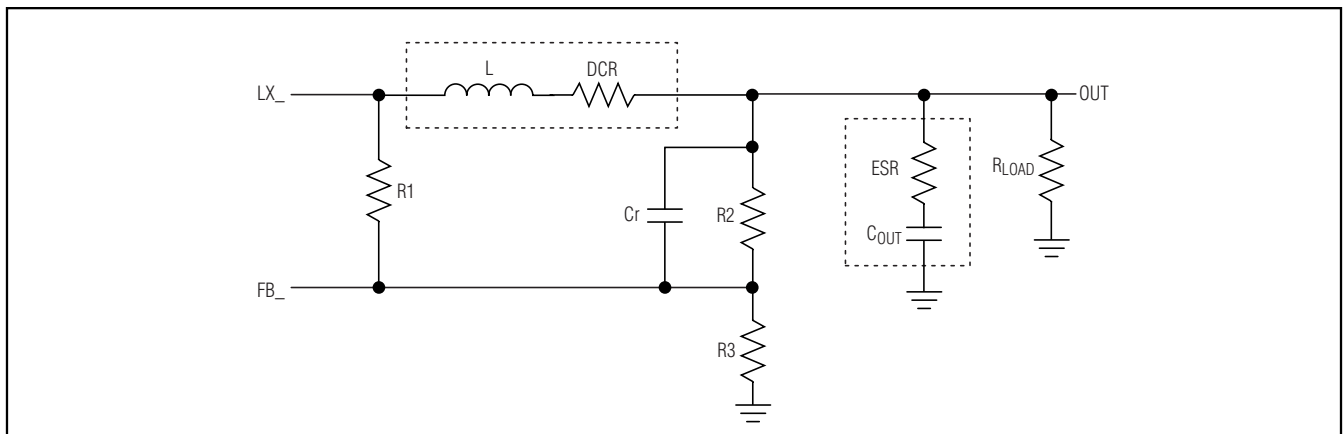 L
DCR
LX_
OUT
R1
Cr
R2
ESR
RLOAD
COUT
FB_
R3